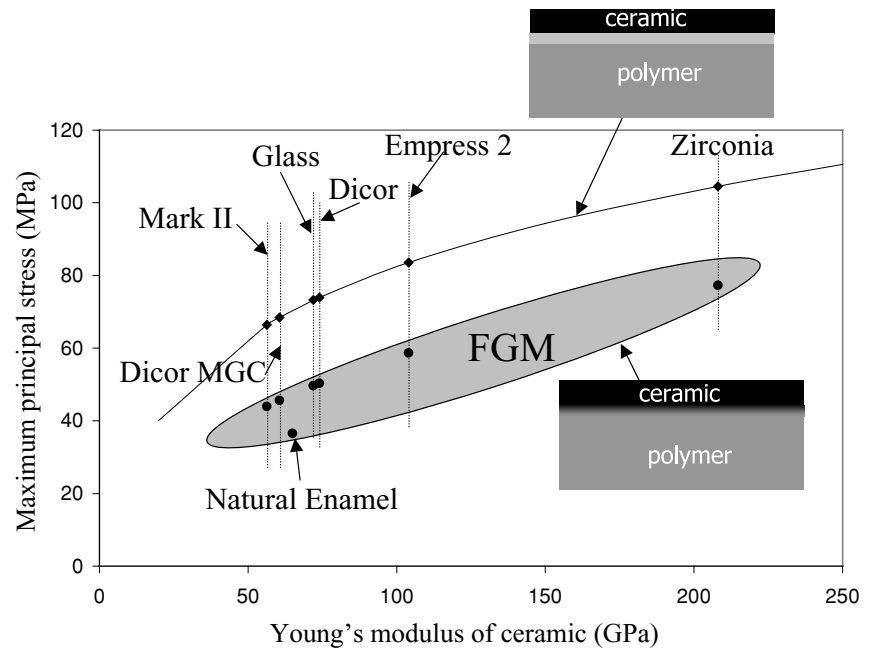 ceramic
polymer
120
100
80
60
40
20
0
Maximum principal stress (MPa)
Glass
Empress 2
Zirconia
Dicor
Mark II
FGM
Dicor MGC
ceramic
polymer
Natural Enamel
0
50
100
150
200
250
Young's modulus of ceramic (GPa)